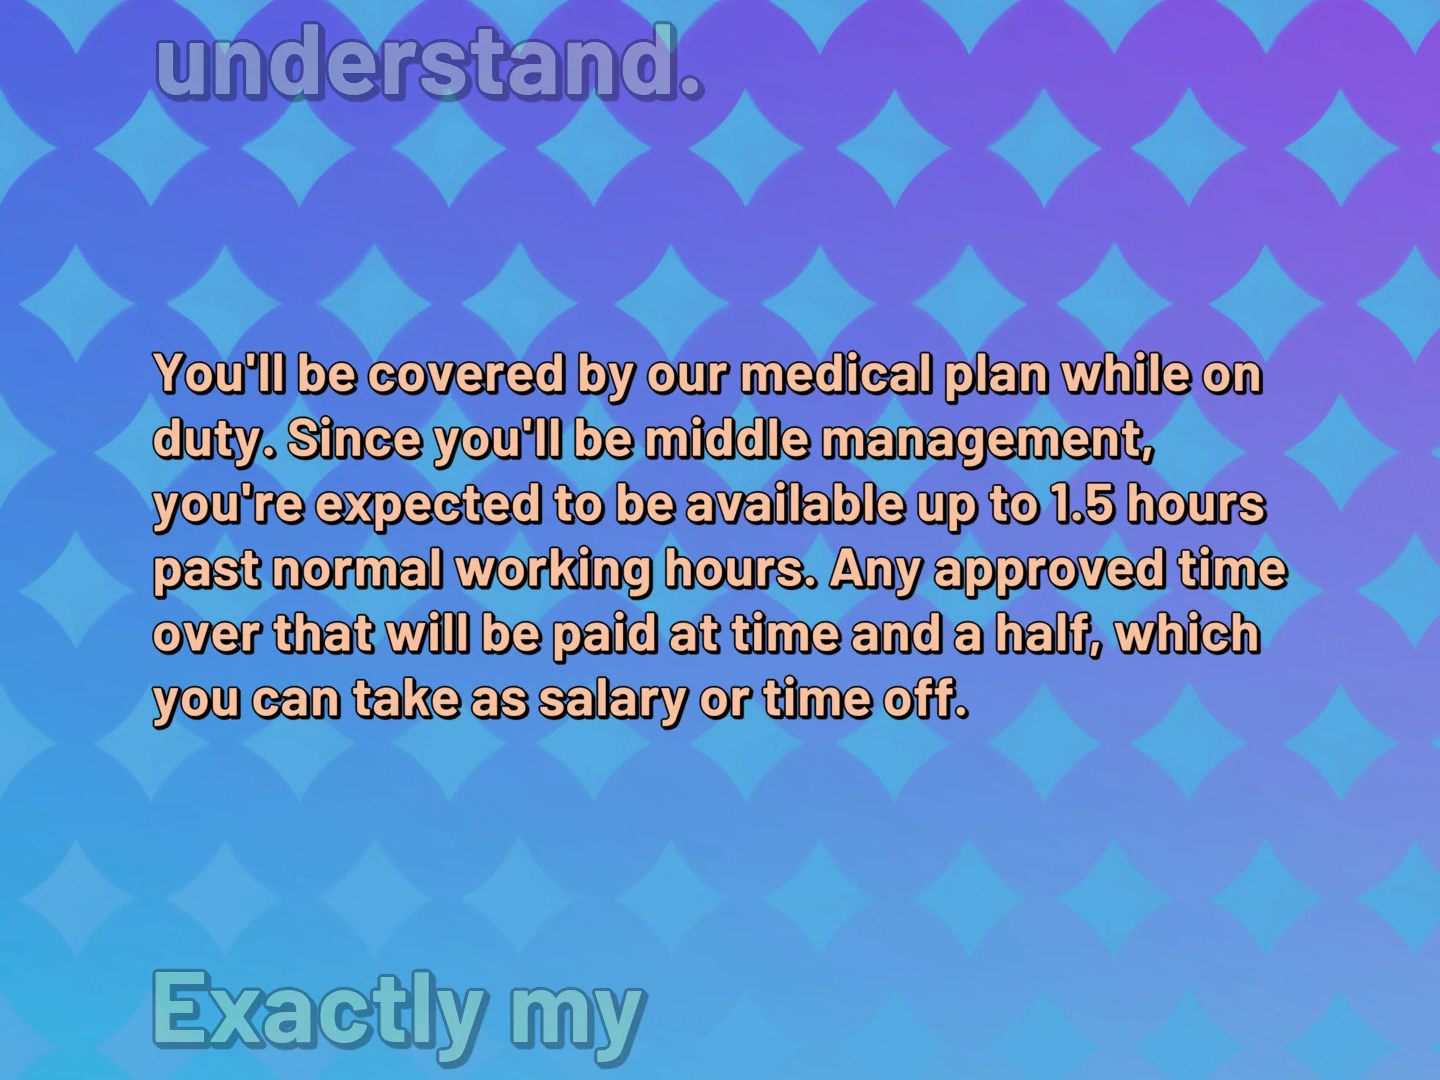 understand.
You'll be covered by our medical plan while on
duty. Since you'll be middle management,
you're expected to be available up to 1.5 hours
past normal working hours. Any approved time
over that will be paid at time and a half, which
you can take as salary or time off.
Exactly my